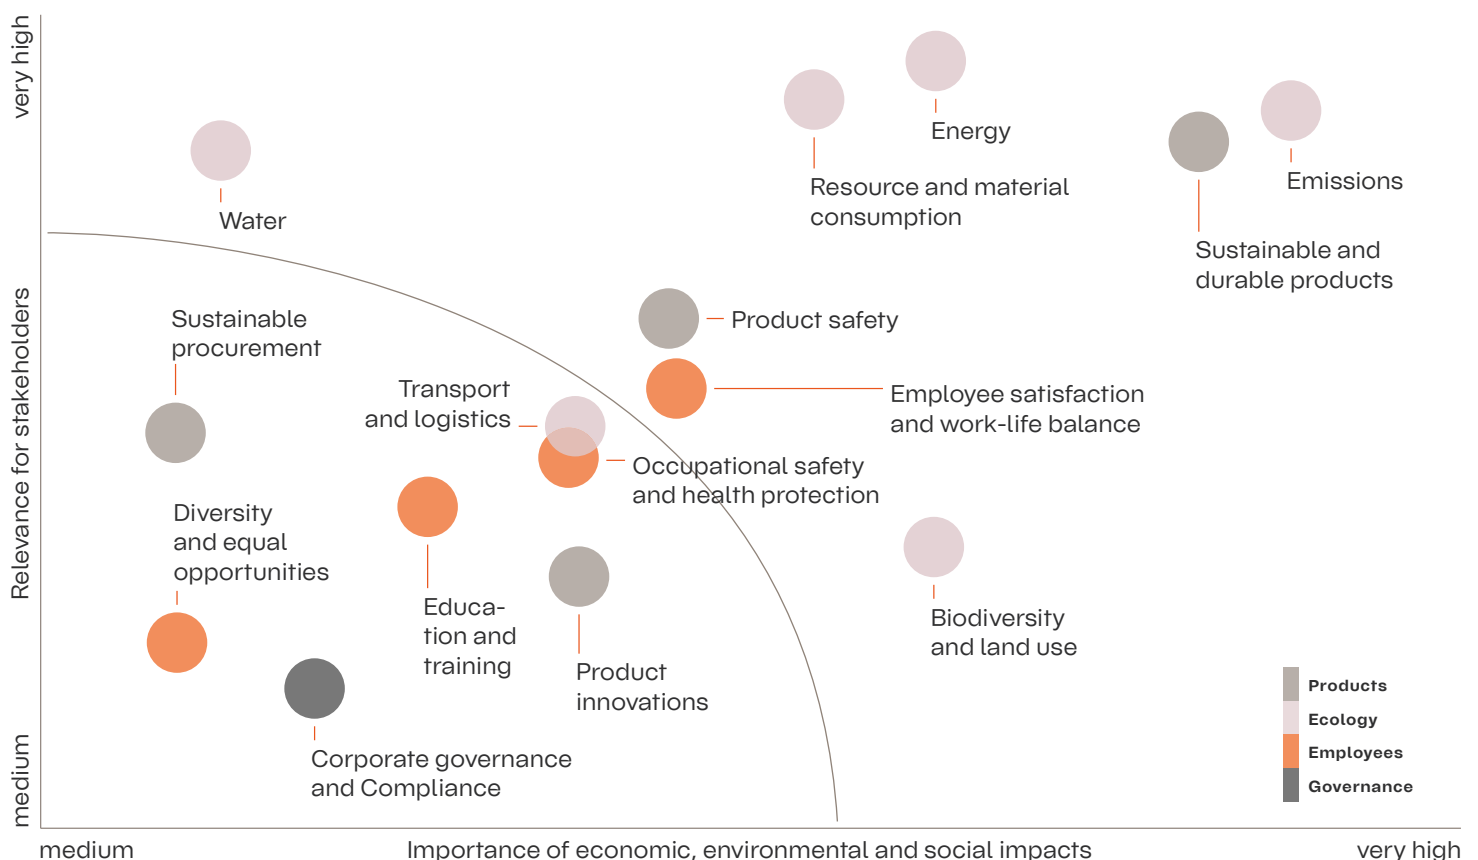 very high
Relevance for stakeholders
medium
Energy
Resource and material
consumption
Emissions
Water
Sustainable and
durable products
Sustainable
procurement
Product safety
Transport
and logistics
Employee satisfaction
and work-life balance
Occupational safety
and health protection
Diversity
and equal
opportunities
Educa-
tion and
training
Product
innovations
Biodiversity
and land use
Corporate governance
and Compliance
Products
Ecology
Employees
Governance
medium
Importance of economic, environmental and social impacts
very high